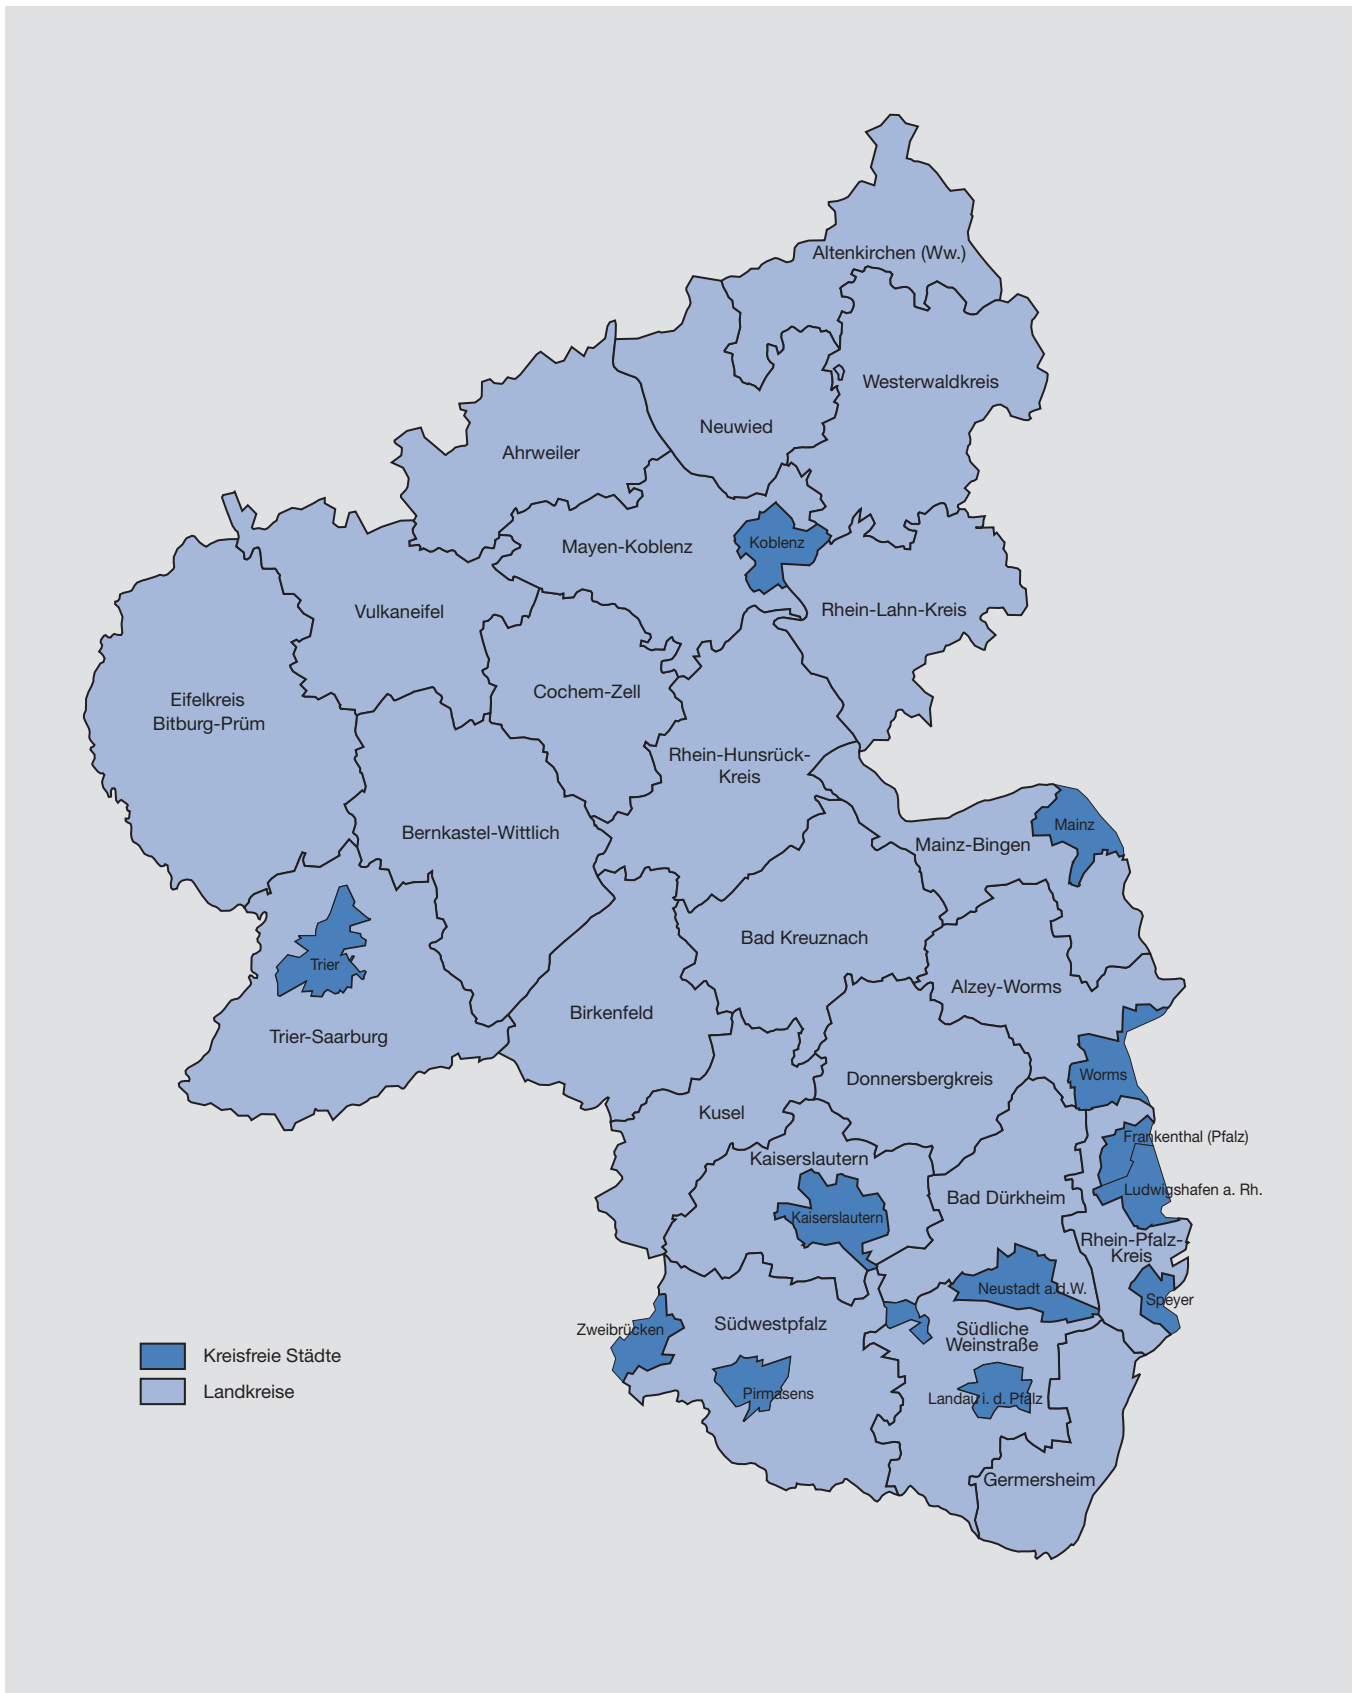 Altenkirchen (Ww.)
Westerwaldkreis
Neuwied
Ahrweiler
Koblenz
Mayen-Koblenz
Rhein-Lahn-Kreis
Vulkaneifel
Cochem-Zell
Eifelkreis
Bitburg-Prüm
Rhein-Hunsrück-
Kreis
Mainz
Bernkastel-Wittlich
Mainz-Bingen
Bad Kreuznach
Trier
Alzey-Worms
Birkenfeld
Trier-Saarburg
Worms
Donnersbergkreis
Kusel
Frankenthal (Pfalz)
Kaiserslautern
Ludwigshafen a. Rh.
Bad Dürkheim
Kaiserslautern
Rhein-Pfalz-
Kreis
Neustadt a.d.W.
Speyer
Zweibrücken
Südwestpfalz
Südliche
Weinstraße
Pirmasens
Landau i. d. Pfalz
Germersheim
Kreisfreie Städte
Landkreise